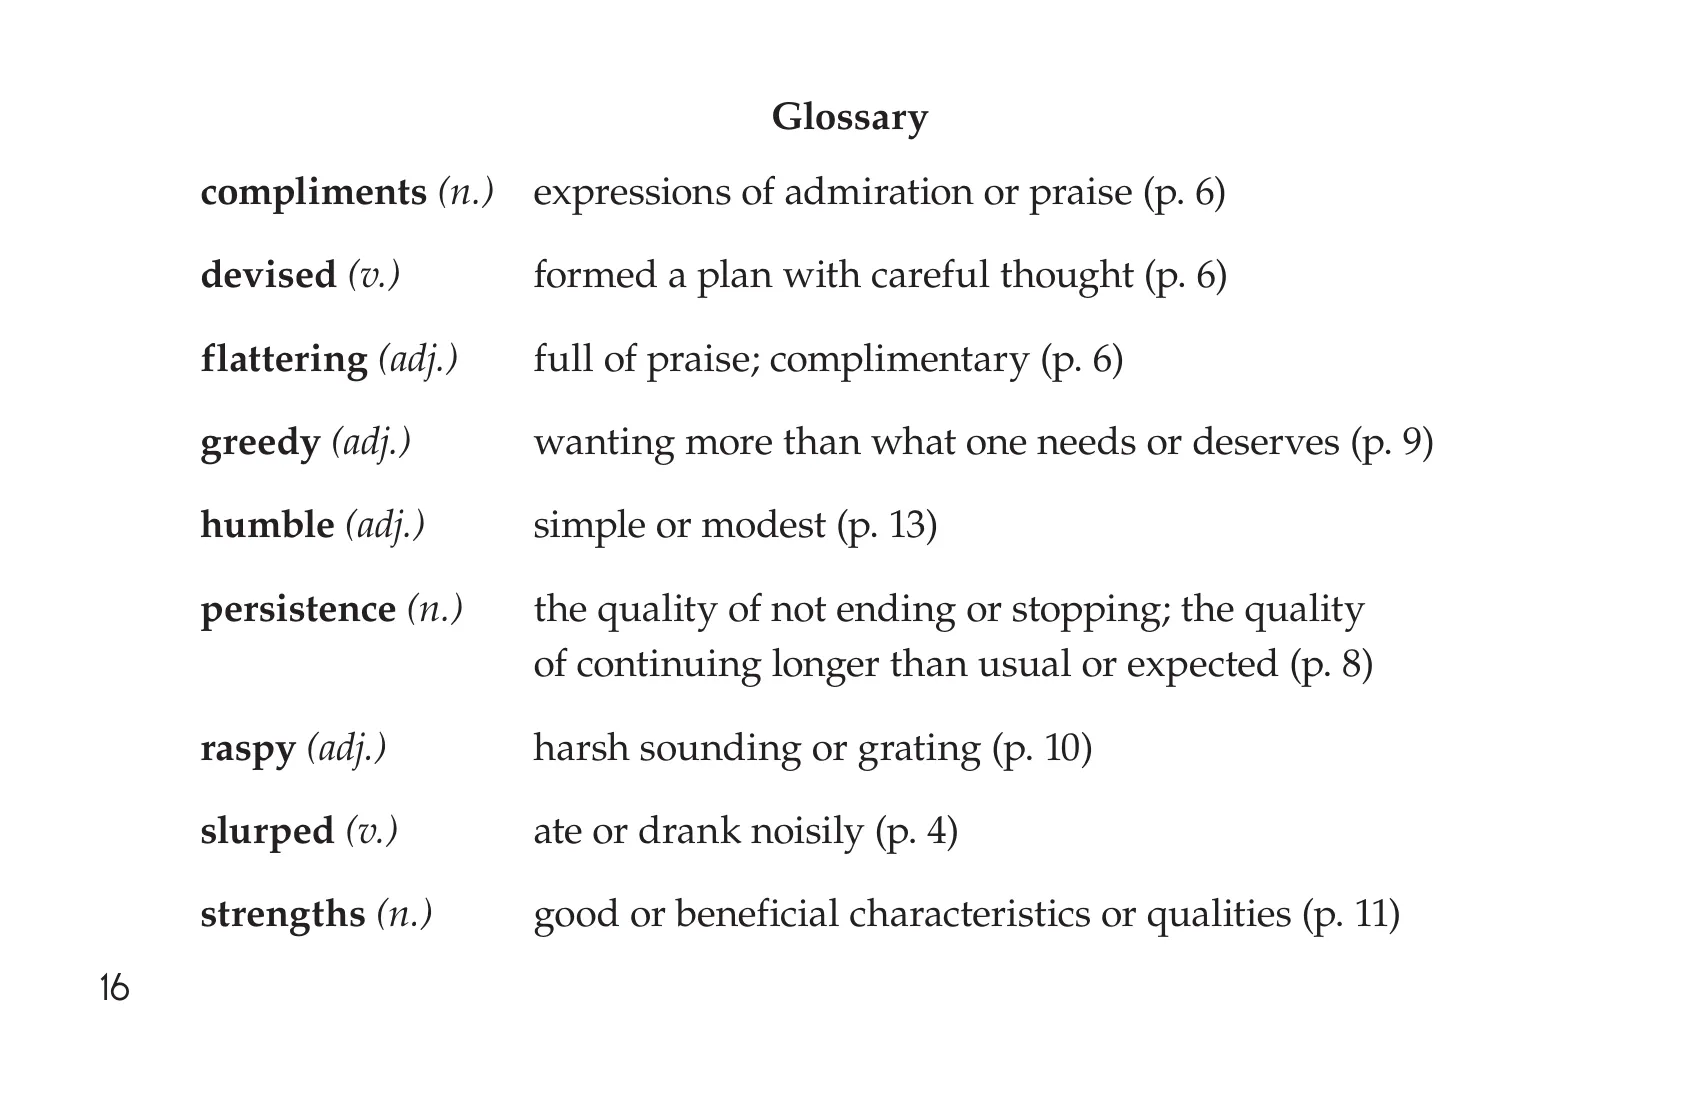 Glossary
compliments (n.) expressions of admiration or praise (p. 6)
devised (v.) formed a plan with careful thought (p. 6)
flattering (adj.) full of praise; complimentary (p. 6)
greedy (adj.) wanting more than what one needs or deserves (p. 9)
humble (adj.) simple or modest (p. 13)
persistence (n.) the quality of not ending or stopping; the quality
of continuing longer than usual or expected (p. 8)
raspy (adj.) harsh sounding or grating (p. 10)
slurped (v.) ate or drank noisily (p. 4)
strengths (n.) good or beneficial characteristics or qualities (p. 11)
16